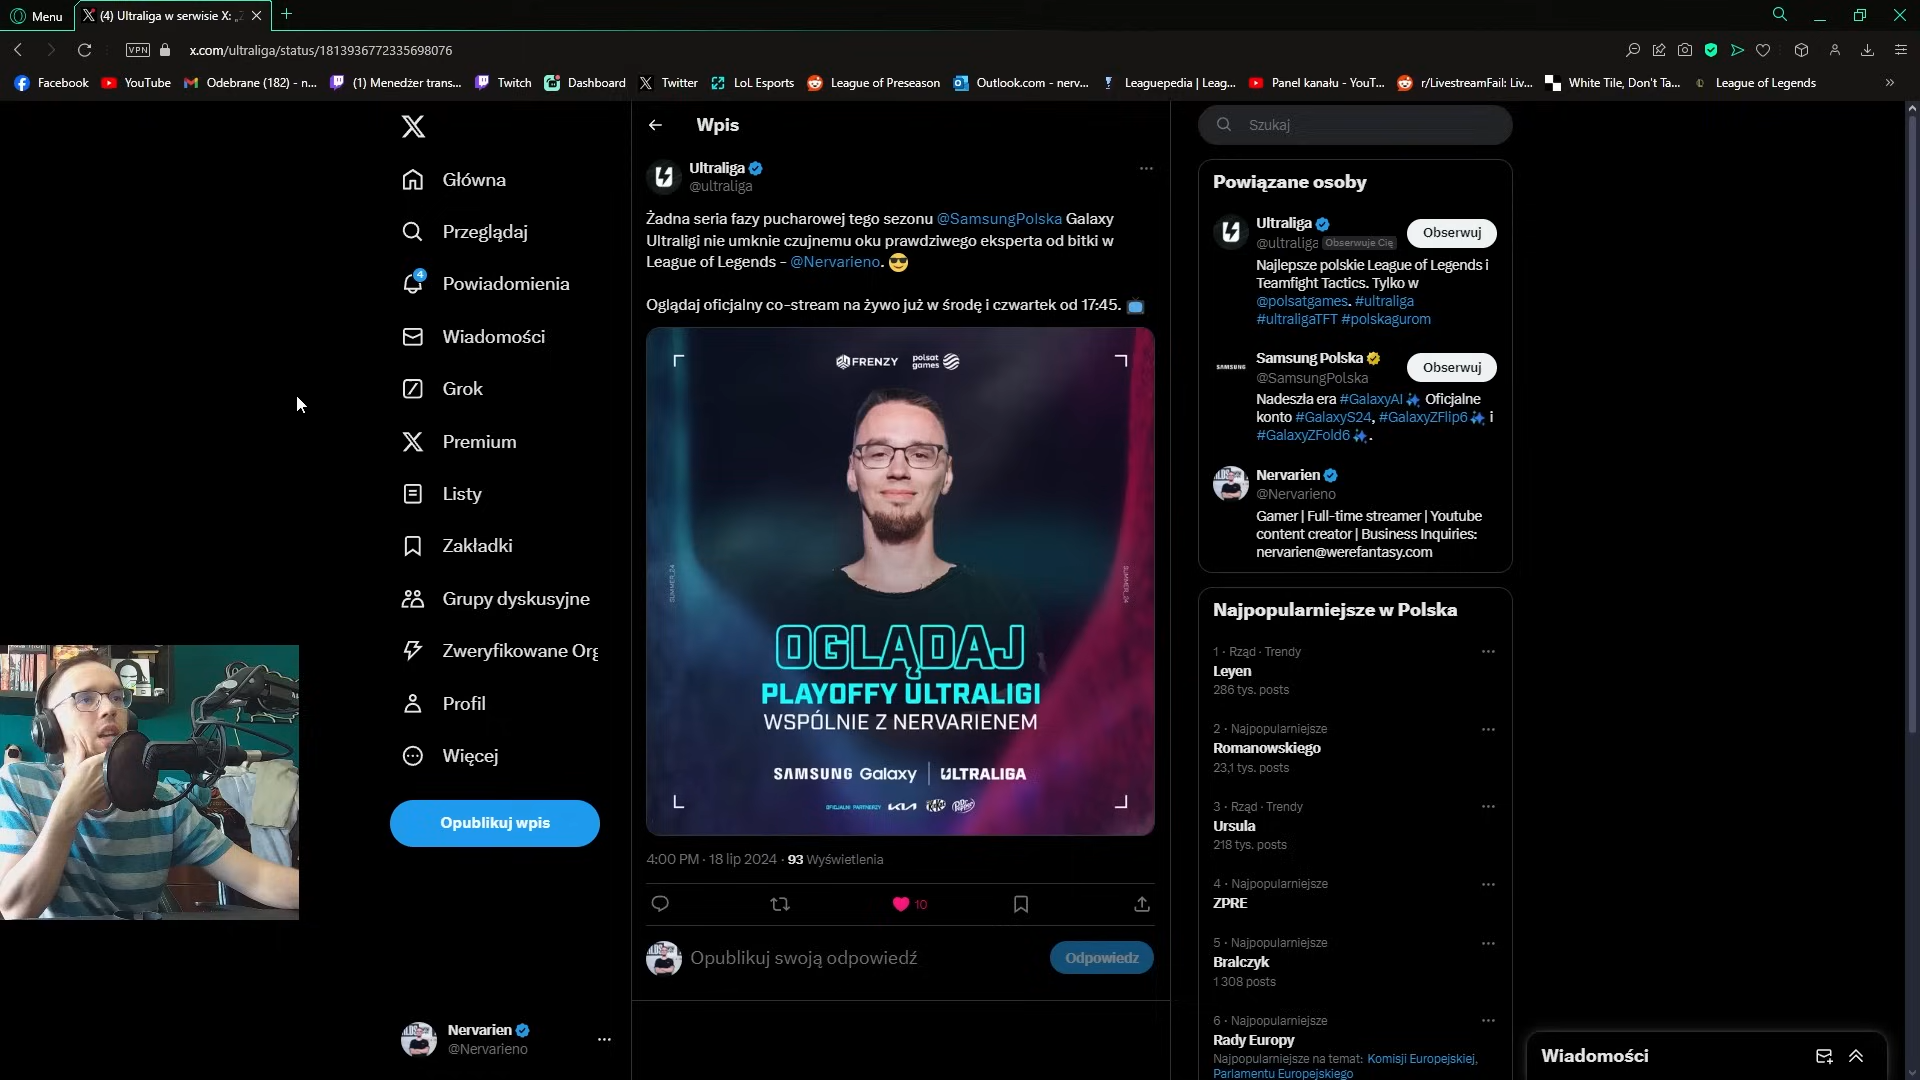 Menu
(4) Ultraliga w serwisie X: „Ż
VPN
x.com/ultraliga/status/1813936772335698076
Facebook
YouTube
Odebrane (182) - n...
(1) Menedżer trans...
Twitch
Dashboard
Twitter
LoL Esports
League of Preseason
Outlook.com - nerv...
Leaguepedia | Leag...
Panel kanału - YouT...
r/LivestreamFail: Liv...
White Tile, Don't Ta...
League of Legends
Główna
Przeglądaj
4
Powiadomienia
Wiadomości
Grok
Premium
Listy
Zakładki
Grupy dyskusyjne
Zweryfikowane Org
Profil
Więcej
Opublikuj wpis
Nervarien
@Nervarieno
Wpis
Ultraliga
@ultraliga
Żadna seria fazy pucharowej tego sezonu @SamsungPolska Galaxy
Ultraligi nie umknie czujnemu oku prawdziwego eksperta od bitki w
League of Legends - @Nervarieno. 😎
Oglądaj oficjalny co-stream na żywo już w środę i czwartek od 17:45. 📺
FRENZY
polsat
games
SUMMER_24
SUMMER_24
OGLĄDAJ
PLAYOFFY ULTRALIGI
WSPÓLNIE Z NERVARIENEM
SAMSUNG Galaxy | ULTRALIGA
OFICJALNI PARTNERZY
KIA
Dr Pepper
4:00 PM · 18 lip 2024 · 93 Wyświetlenia
10
Opublikuj swoją odpowiedź
Odpowiedz
Szukaj
Powiązane osoby
Ultraliga
Obserwuj
@ultraliga Obserwuje Cię
Najlepsze polskie League of Legends i
Teamfight Tactics. Tylko w
@polsatgames. #ultraliga
#ultraligaTFT #polskagurom
SAMSUNG
Samsung Polska
Obserwuj
@SamsungPolska
Nadeszła era #GalaxyAI Oficjalne
konto #GalaxyS24, #GalaxyZFlip6 i
#GalaxyZFold6.
Nervarien
@Nervarieno
Gamer | Full-time streamer | Youtube
content creator | Business Inquiries:
nervarien@werefantasy.com
Najpopularniejsze w Polska
1 · Rząd · Trendy
Leyen
286 tys. posts
2 · Najpopularniejsze
Romanowskiego
23,1 tys. posts
3 · Rząd · Trendy
Ursula
218 tys. posts
4 · Najpopularniejsze
ZPRE
5 · Najpopularniejsze
Bralczyk
1 308 posts
6 · Najpopularniejsze
Rady Europy
Najpopularniejsze na temat: Komisji Europejskiej,
Parlamentu Europejskiego
Wiadomości